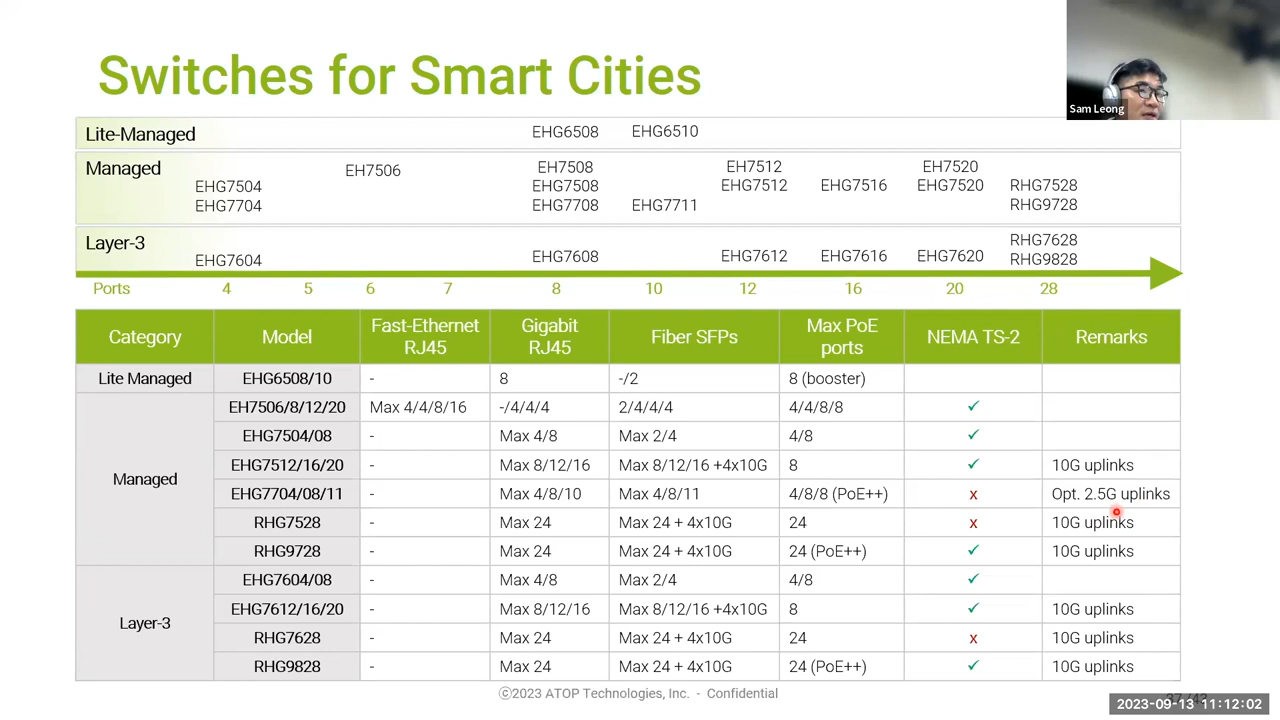 Switches for Smart Cities
Sam Leong
Lite-Managed EHG6508 EHG6510
Managed EH7506 EH7508 EH7512 EH7520
EHG7504 EHG7508 EHG7512 EHG7516 EHG7520 RHG7528
EHG7704 EHG7708 EHG7711 RHG9728
Layer-3 RHG7628
EHG7604 EHG7608 EHG7612 EHG7616 EHG7620 RHG9828
Ports 4 5 6 7 8 10 12 16 20 28
Category Model Fast-Ethernet RJ45 Gigabit RJ45 Fiber SFPs Max PoE ports NEMA TS-2 Remarks
Lite Managed EHG6508/10 - 8 -/2 8 (booster)
Managed
EH7506/8/12/20 Max 4/4/8/16 -/4/4/4 2/4/4/4 4/4/8/8 ✓
EHG7504/08 - Max 4/8 Max 2/4 4/8 ✓
EHG7512/16/20 - Max 8/12/16 Max 8/12/16 +4x10G 8 ✓ 10G uplinks
EHG7704/08/11 - Max 4/8/10 Max 4/8/11 4/8/8 (PoE++) x Opt. 2.5G uplinks
RHG7528 - Max 24 Max 24 + 4x10G 24 x 10G uplinks
RHG9728 - Max 24 Max 24 + 4x10G 24 (PoE++) ✓ 10G uplinks
Layer-3
EHG7604/08 - Max 4/8 Max 2/4 4/8 ✓
EHG7612/16/20 - Max 8/12/16 Max 8/12/16 +4x10G 8 ✓ 10G uplinks
RHG7628 - Max 24 Max 24 + 4x10G 24 x 10G uplinks
RHG9828 - Max 24 Max 24 + 4x10G 24 (PoE++) ✓ 10G uplinks
©2023 ATOP Technologies, Inc. - Confidential
2023-09-13 11:12:02